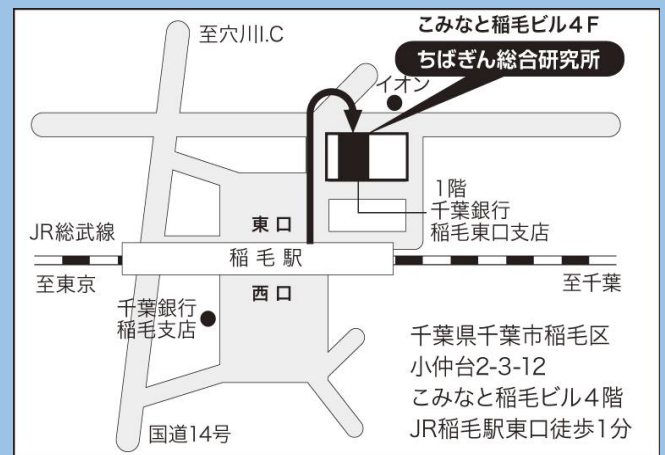 至穴川I.C
こみなと稲毛ビル4F
ちばぎん総合研究所
イオン
1階
千葉銀行
稲毛東口支店
東口
JR総武線
稲毛駅
至東京
至千葉
西口
千葉銀行
稲毛支店
国道14号
千葉県千葉市稲毛区
小仲台2-3-12
こみなと稲毛ビル4階
JR稲毛駅東口徒歩1分